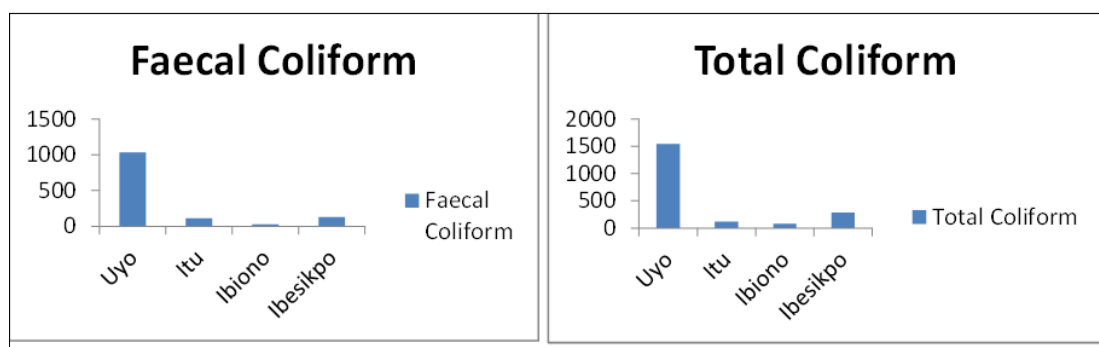 Faecal Coliform
1500
1000
500
0
Uyo
Itu
Ibiono
Ibesikpo
Faecal
Coliform
Total Coliform
2000
1500
1000
500
0
Uyo
Itu
Ibiono
Ibesikpo
Total Coliform